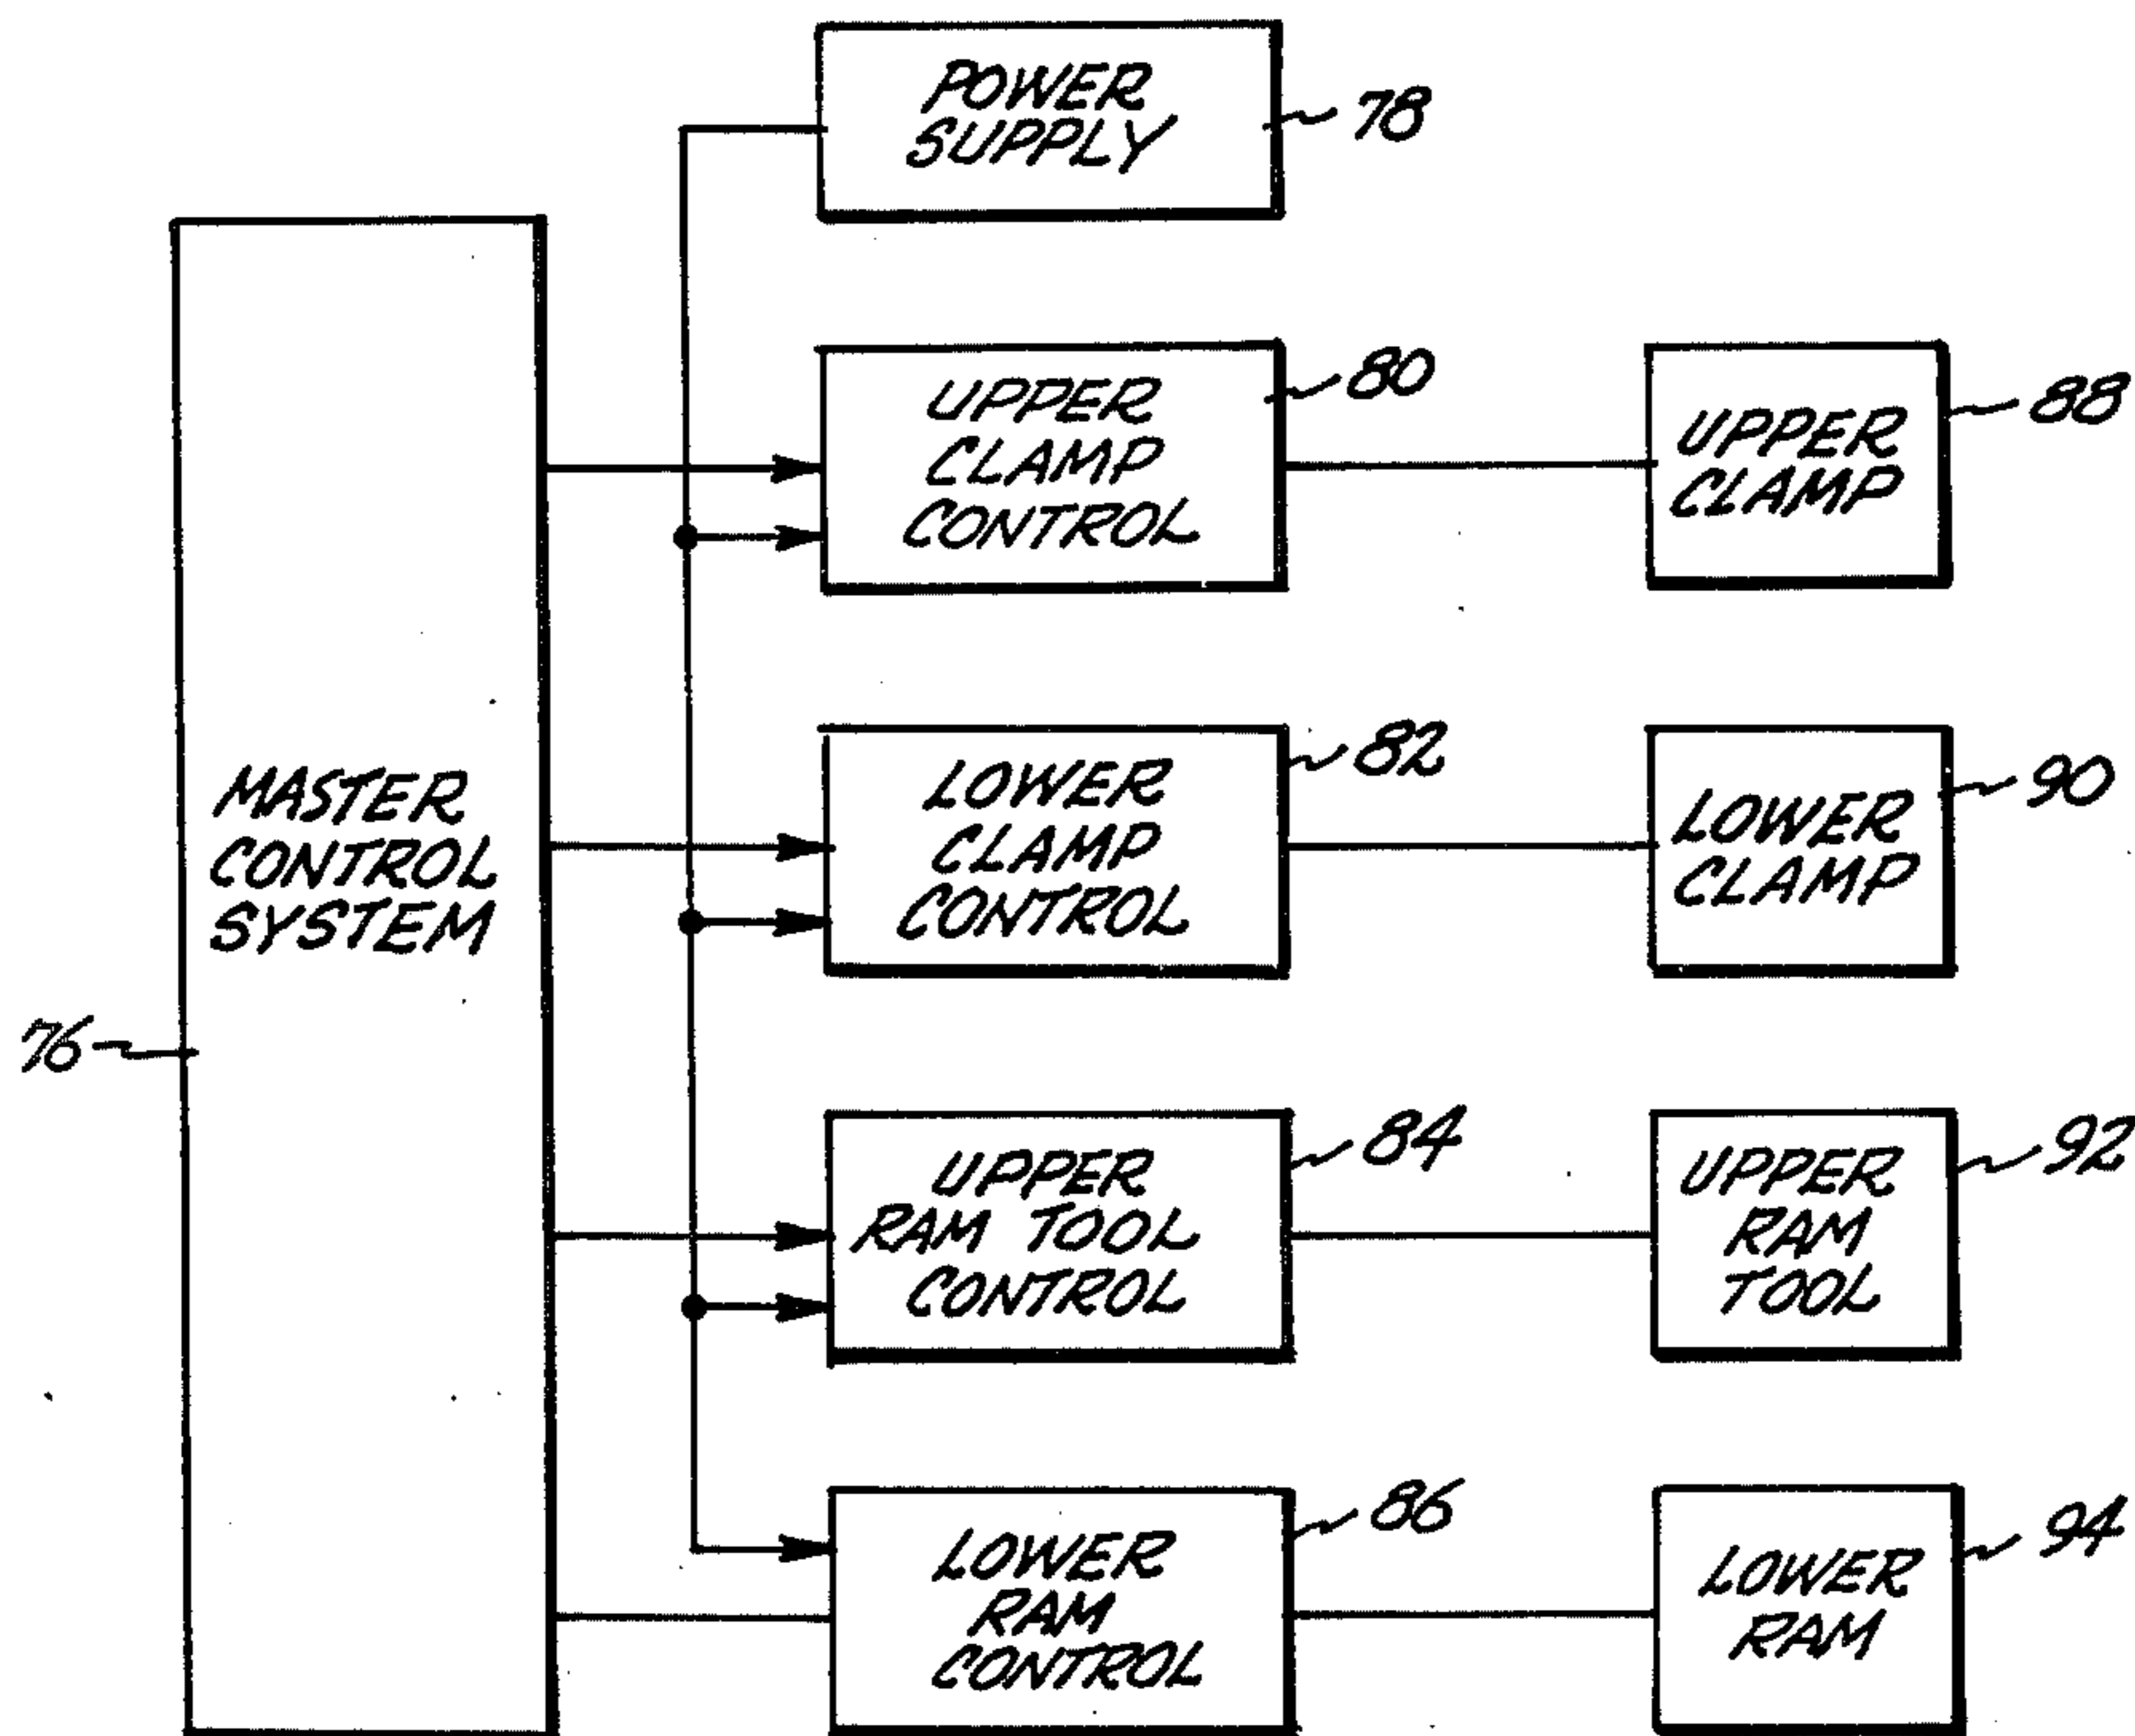 POWER
SUPPLY
78
UPPER
CLAMP
CONTROL
80
UPPER
CLAMP
88
MASTER
CONTROL
SYSTEM
76
LOWER
CLAMP
CONTROL
82
LOWER
CLAMP
90
UPPER
RAM TOOL
CONTROL
84
UPPER
RAM
TOOL
92
LOWER
RAM
CONTROL
86
LOWER
RAM
94